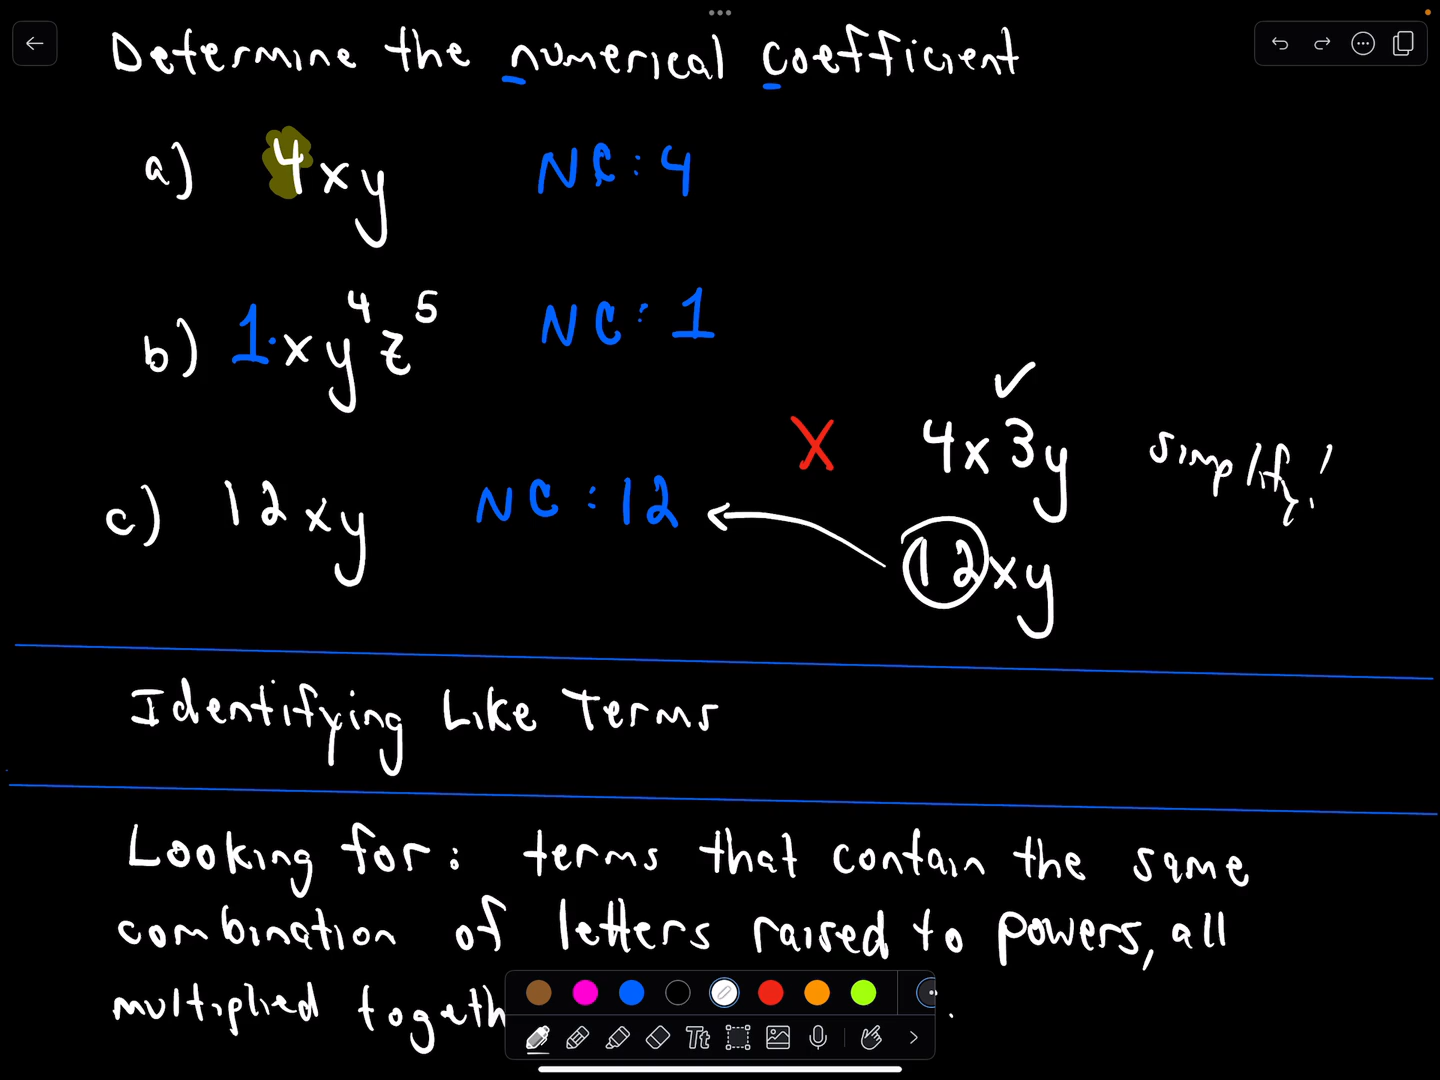 Determine the numerical coefficient
a) 4xy NC: 4
b) 1·xy⁴z⁵ NC: 1
X 4x3y ✓ simplify!
c) 12xy NC: 12 ← 12xy
Identifying Like Terms
Looking for: terms that contain the same
combination of letters raised to powers, all
multiplied
Tt